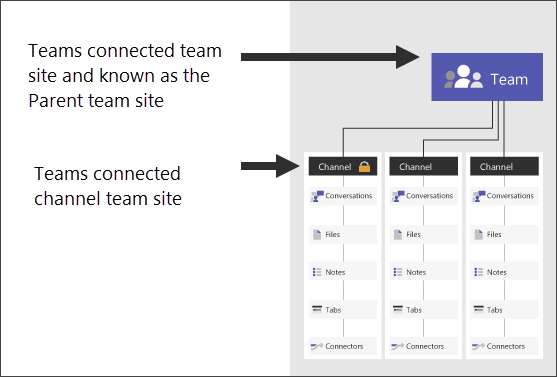 Teams connected team
site and known as the
Parent team site
Team
Teams connected
channel team site
Channel Channel Channel
Conversations Conversations Conversations
Files Files Files
Notes Notes Notes
Tabs Tabs Tabs
Connectors Connectors Connectors